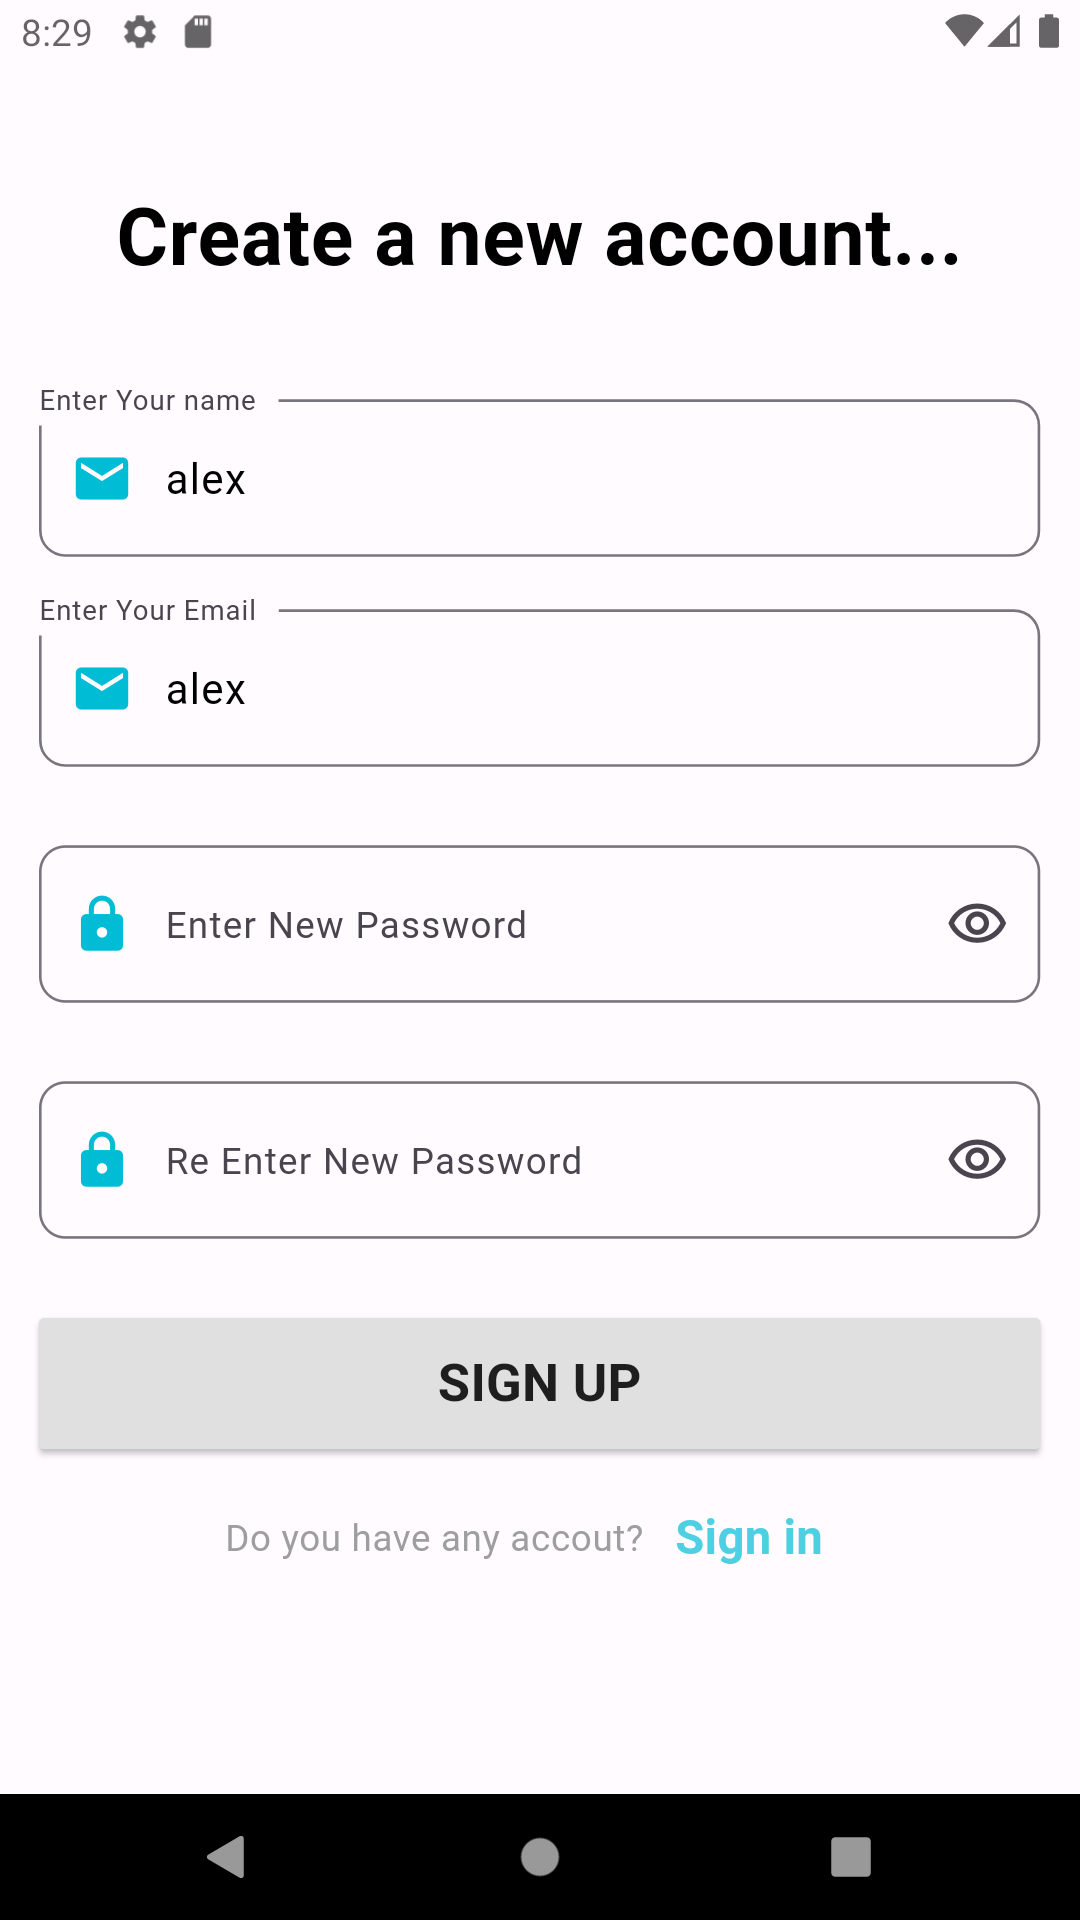 8:29
Create a new account...
Enter Your name
alex
Enter Your Email
alex
Enter New Password
Re Enter New Password
SIGN UP
Do you have any accout? Sign in